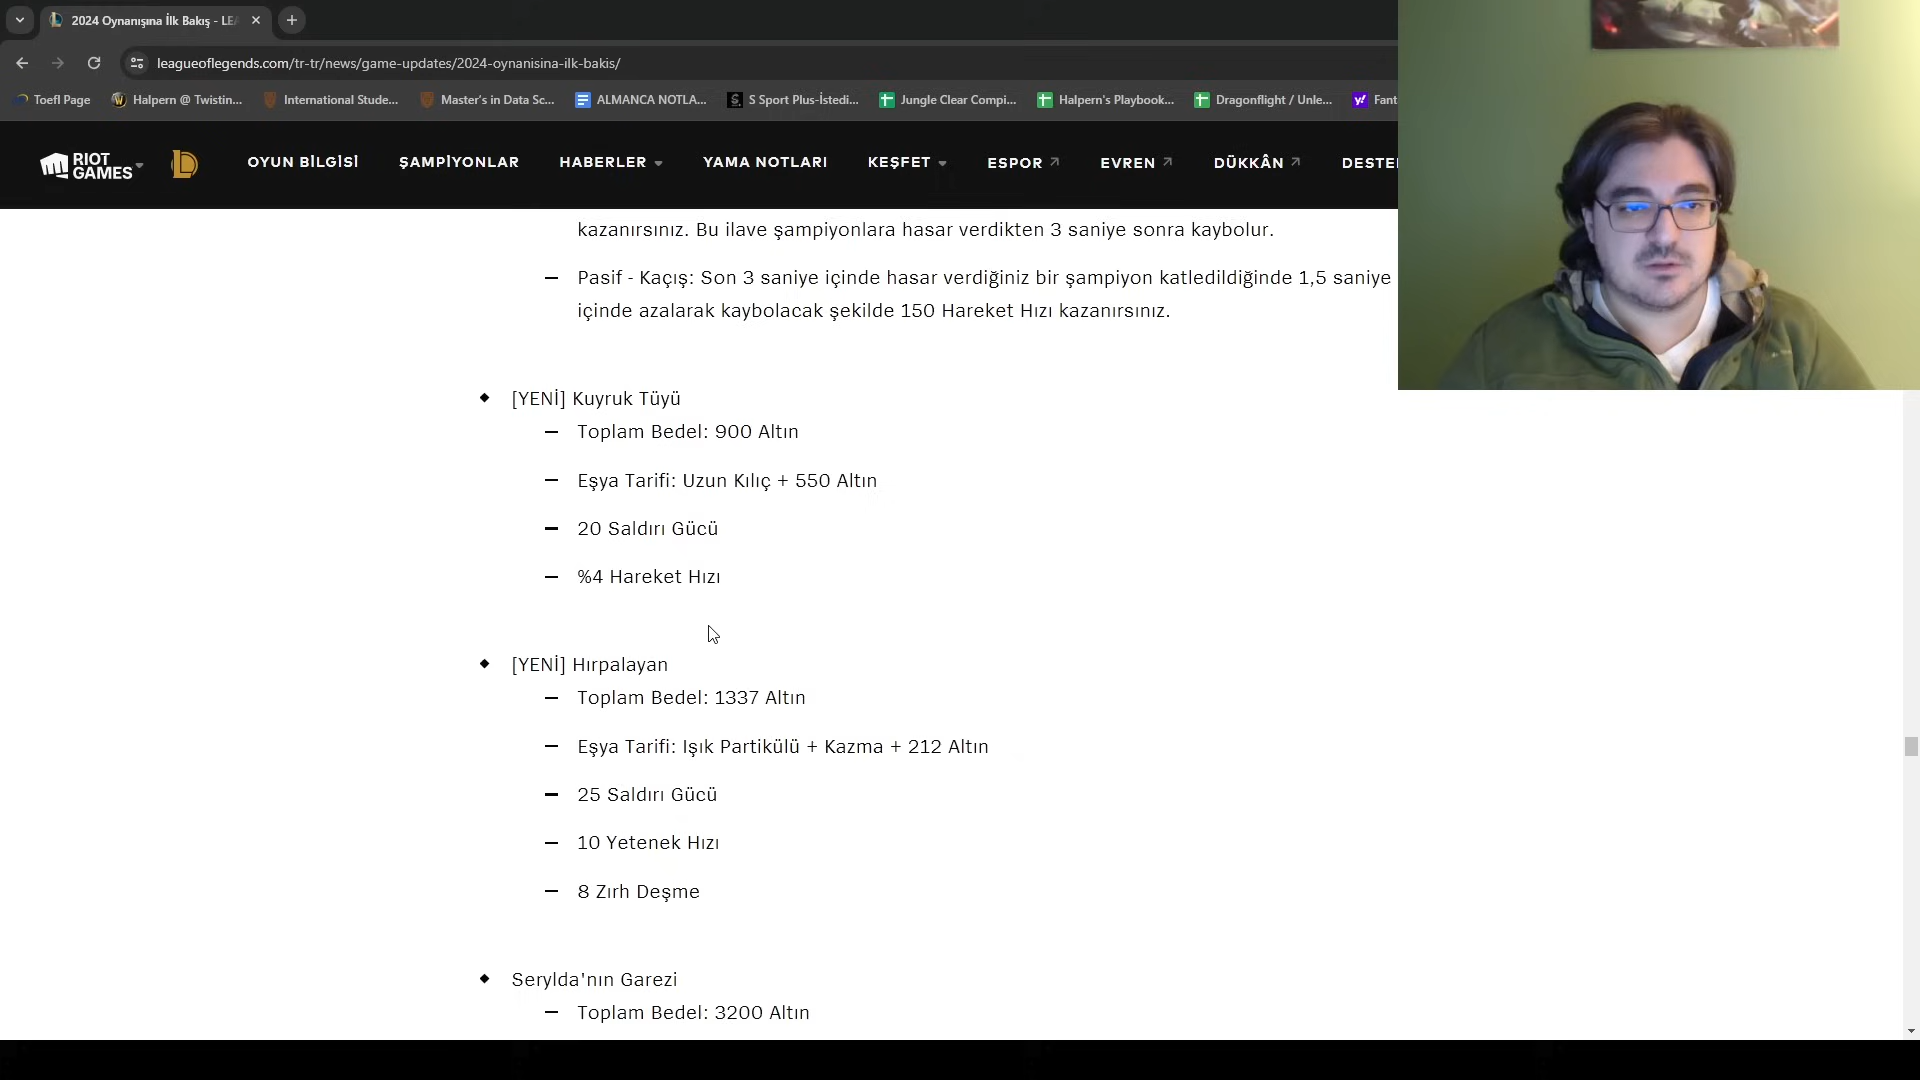 2024 Oynanışına İlk Bakış - LEA
leagueoflegends.com/tr-tr/news/game-updates/2024-oynanisina-ilk-bakis/
Toefl Page
Halpern @ Twistin...
International Stude...
Master's in Data Sc...
ALMANCA NOTLA...
S Sport Plus-İstedi...
Jungle Clear Compi...
Halpern's Playbook...
Dragonflight / Unle...
Fant
RIOT
GAMES
OYUN BİLGİSİ
ŞAMPİYONLAR
HABERLER
YAMA NOTLARI
KEŞFET
ESPOR
EVREN
DÜKKÂN
DESTE
kazanırsınız. Bu ilave şampiyonlara hasar verdikten 3 saniye sonra kaybolur.
— Pasif - Kaçış: Son 3 saniye içinde hasar verdiğiniz bir şampiyon katledildiğinde 1,5 saniye
içinde azalarak kaybolacak şekilde 150 Hareket Hızı kazanırsınız.
◆ [YENİ] Kuyruk Tüyü
— Toplam Bedel: 900 Altın
— Eşya Tarifi: Uzun Kılıç + 550 Altın
— 20 Saldırı Gücü
— %4 Hareket Hızı
◆ [YENİ] Hırpalayan
— Toplam Bedel: 1337 Altın
— Eşya Tarifi: Işık Partikülü + Kazma + 212 Altın
— 25 Saldırı Gücü
— 10 Yetenek Hızı
— 8 Zırh Deşme
◆ Serylda'nın Garezi
— Toplam Bedel: 3200 Altın